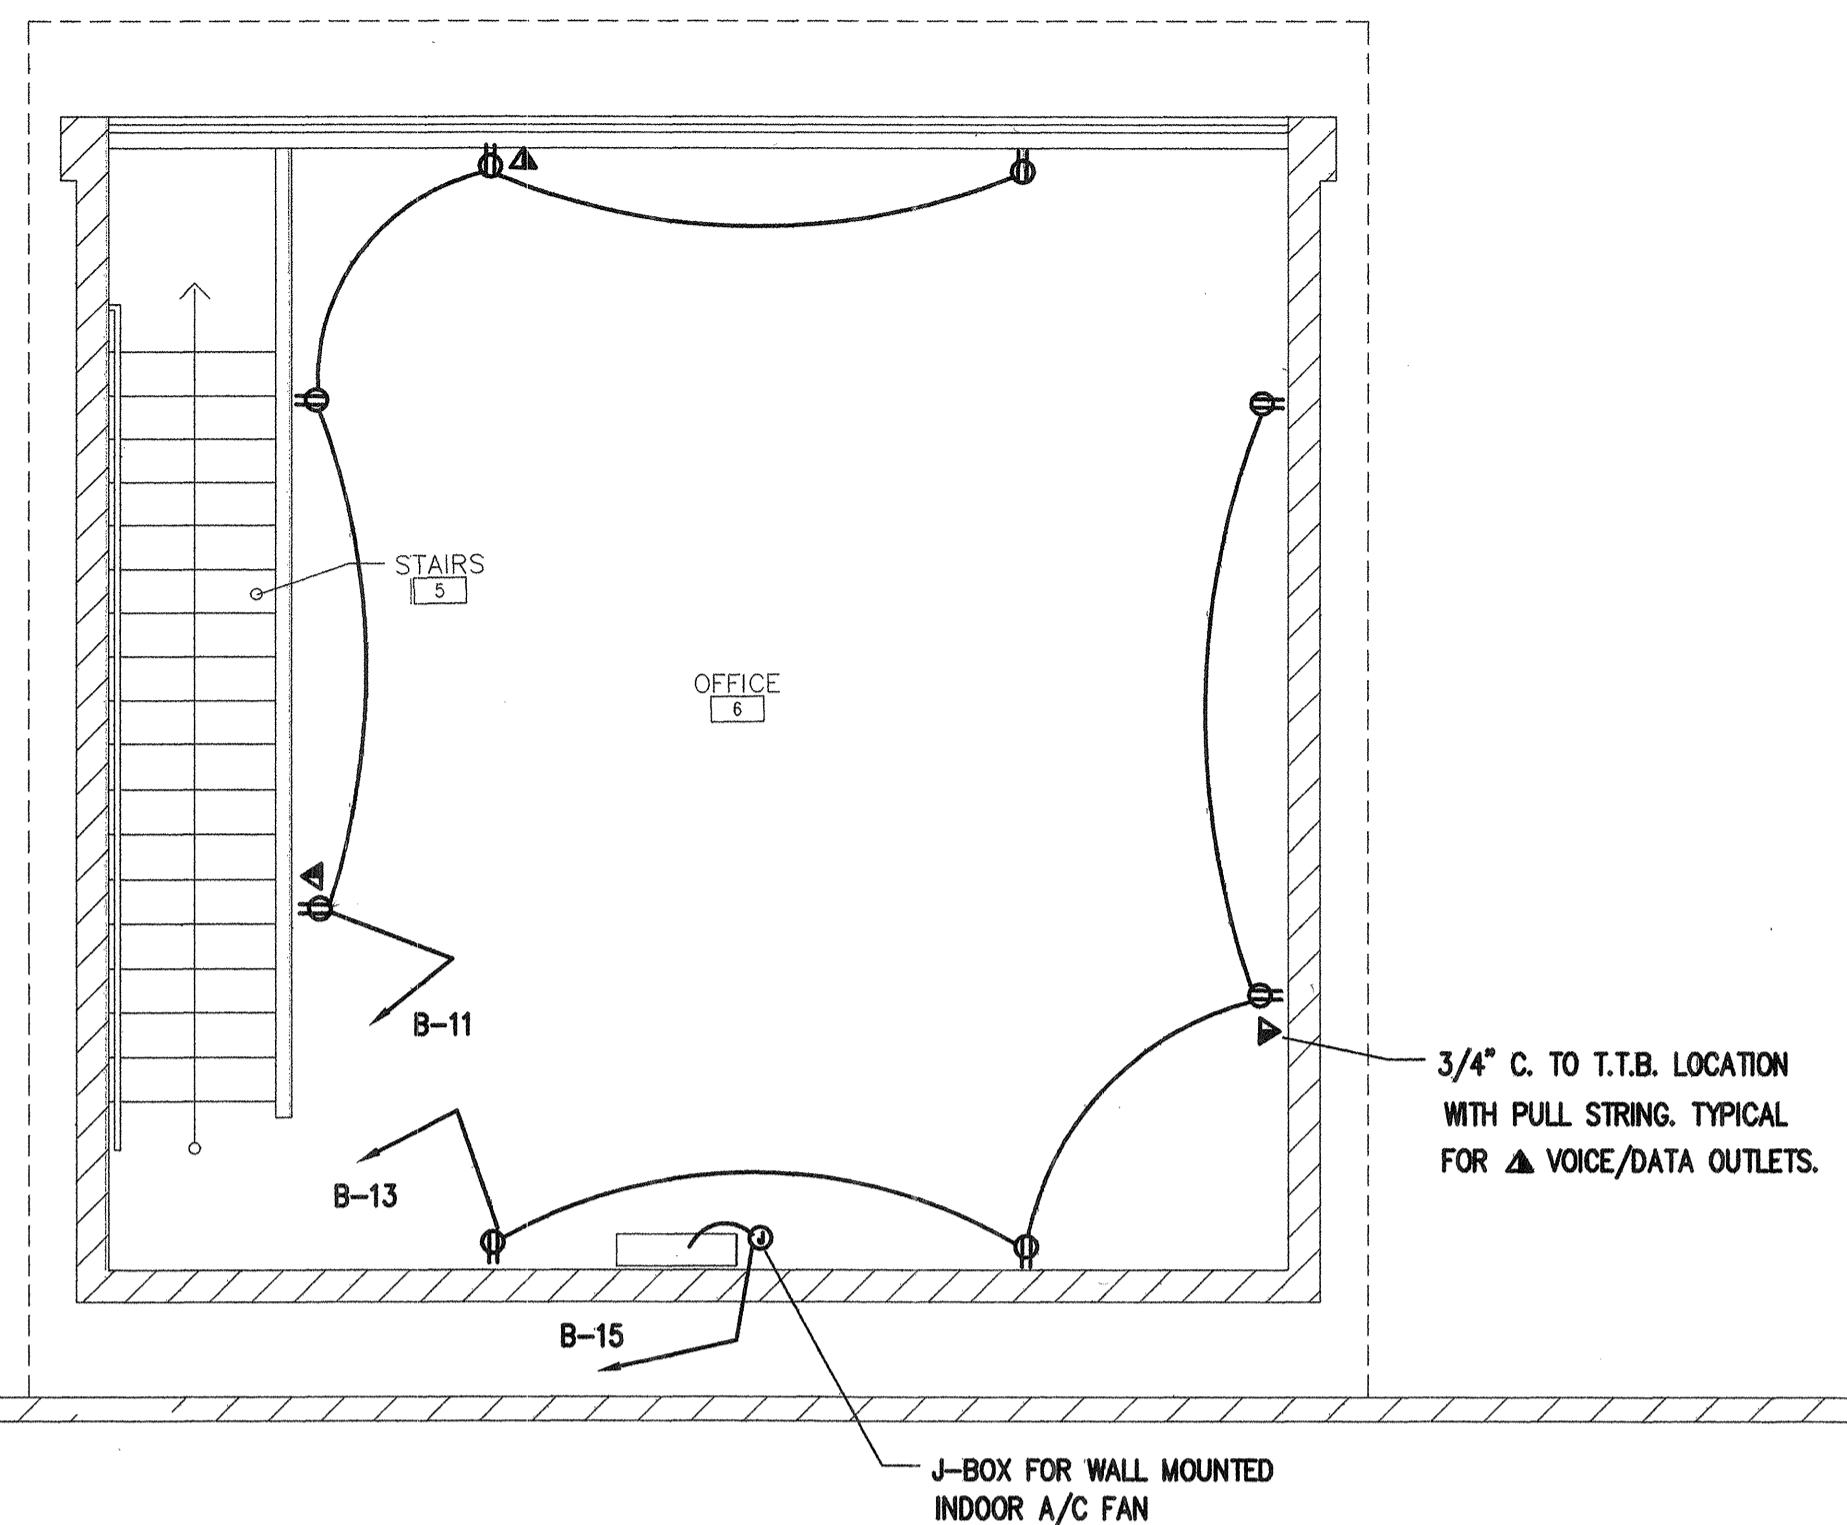 STAIRS
5
OFFICE
6
B-11
3/4" C. TO T.T.B. LOCATION
WITH PULL STRING. TYPICAL
FOR VOICE/DATA OUTLETS.
B-13
J
B-15
J-BOX FOR WALL MOUNTED
INDOOR A/C FAN